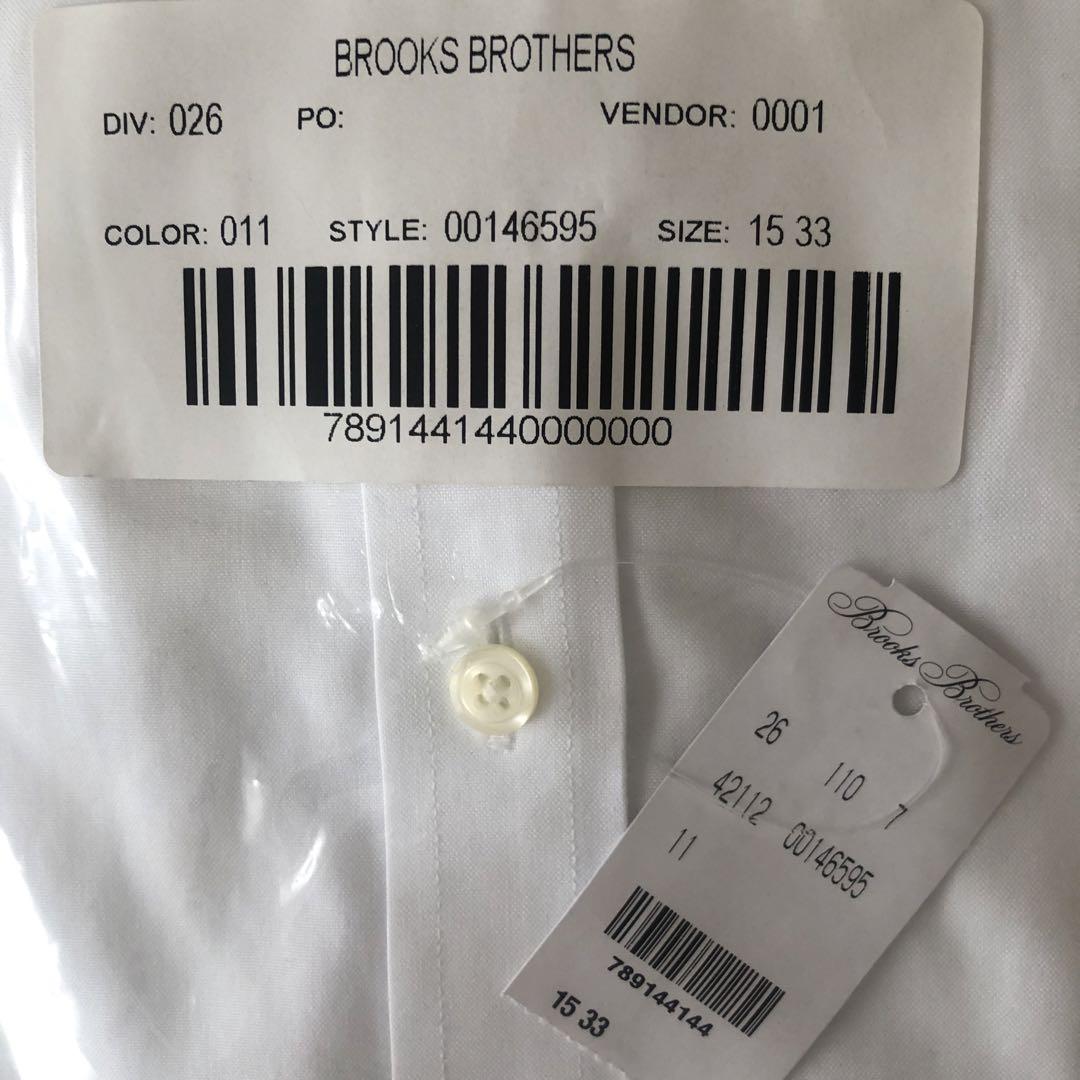 BROOKS BROTHERS
DIV: 026 PO: VENDOR: 0001
COLOR: 011 STYLE: 00146595 SIZE: 15 33
7891441440000000
Brooks Brothers
26 110 7
42112 00146595
11
789144144
15 33